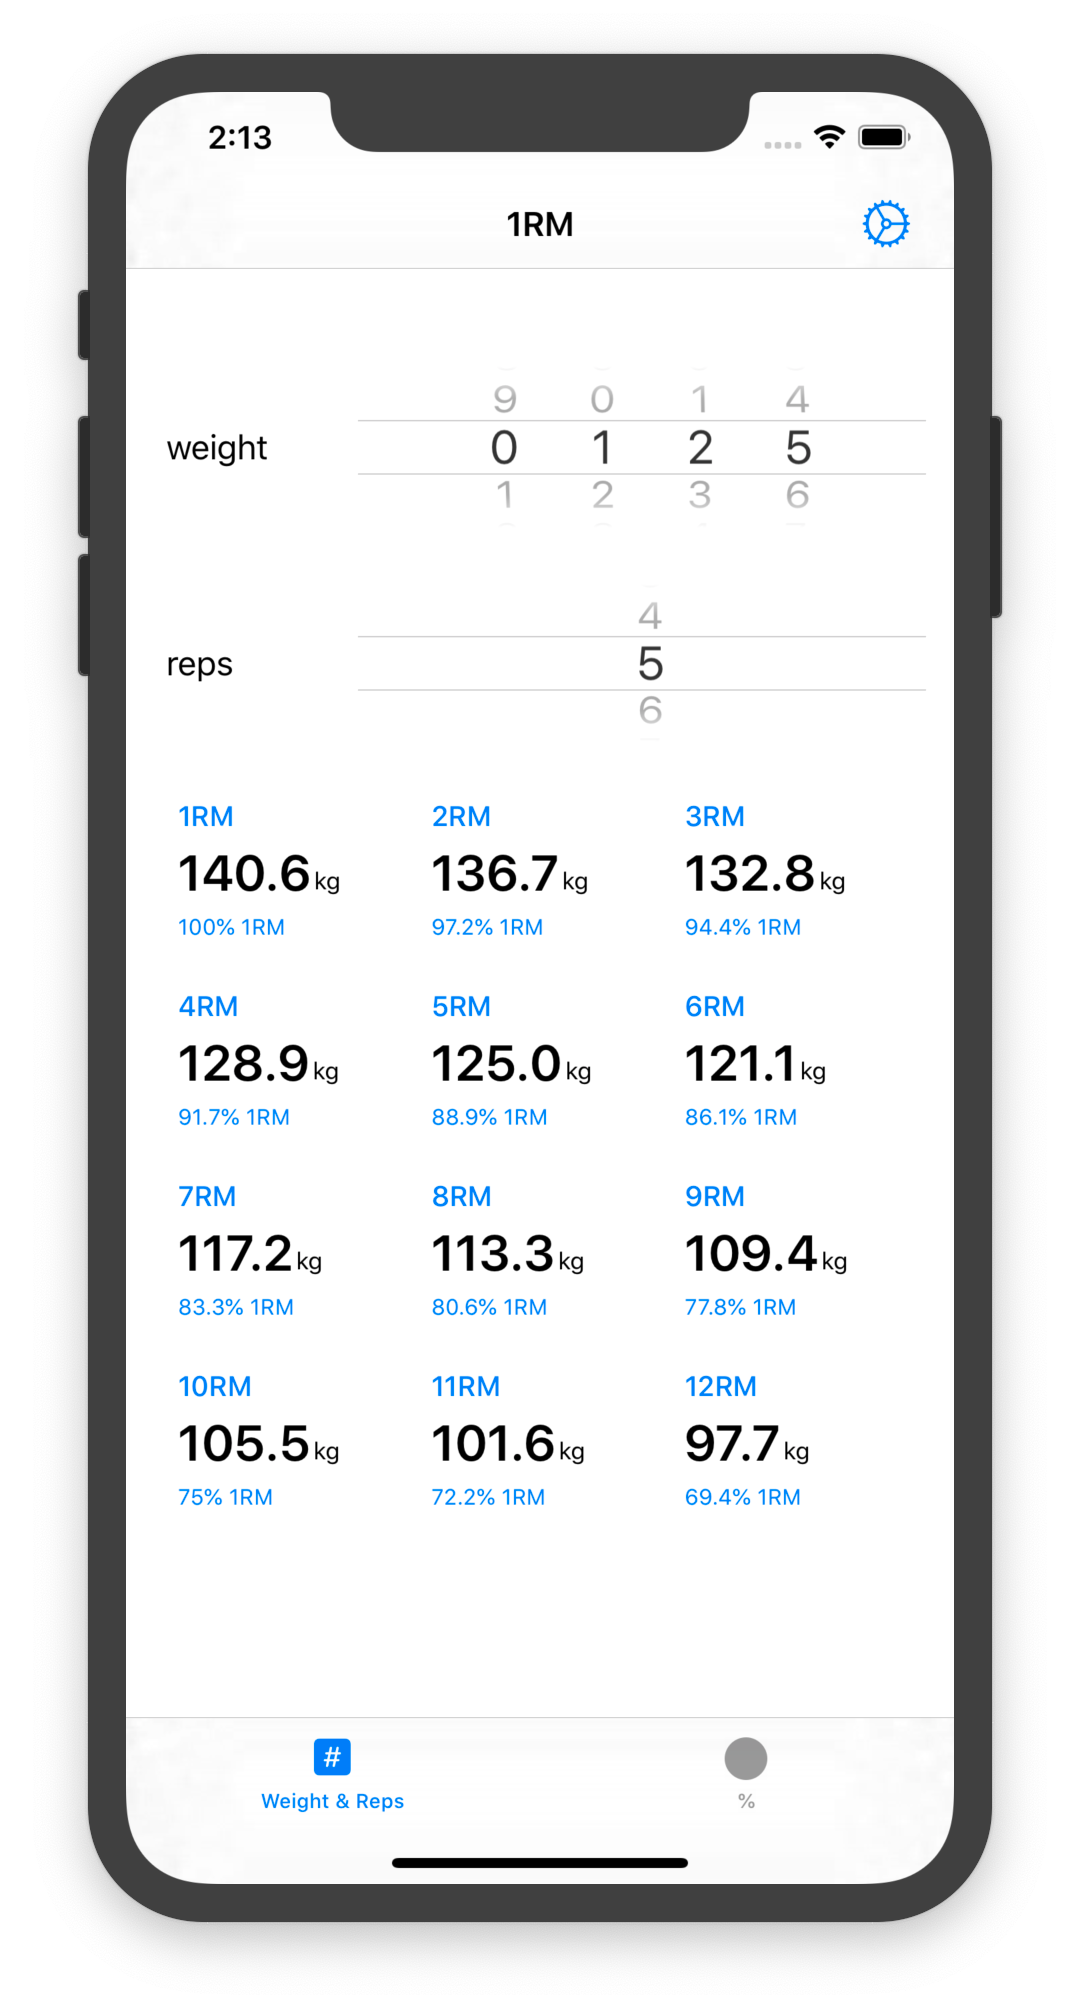 2:13
1RM
9 0 1 4
weight 0 1 2 5
1 2 3 6
4
reps 5
6
1RM 2RM 3RM
140.6 kg 136.7 kg 132.8 kg
100% 1RM 97.2% 1RM 94.4% 1RM
4RM 5RM 6RM
128.9 kg 125.0 kg 121.1 kg
91.7% 1RM 88.9% 1RM 86.1% 1RM
7RM 8RM 9RM
117.2 kg 113.3 kg 109.4 kg
83.3% 1RM 80.6% 1RM 77.8% 1RM
10RM 11RM 12RM
105.5 kg 101.6 kg 97.7 kg
75% 1RM 72.2% 1RM 69.4% 1RM
#
Weight & Reps %